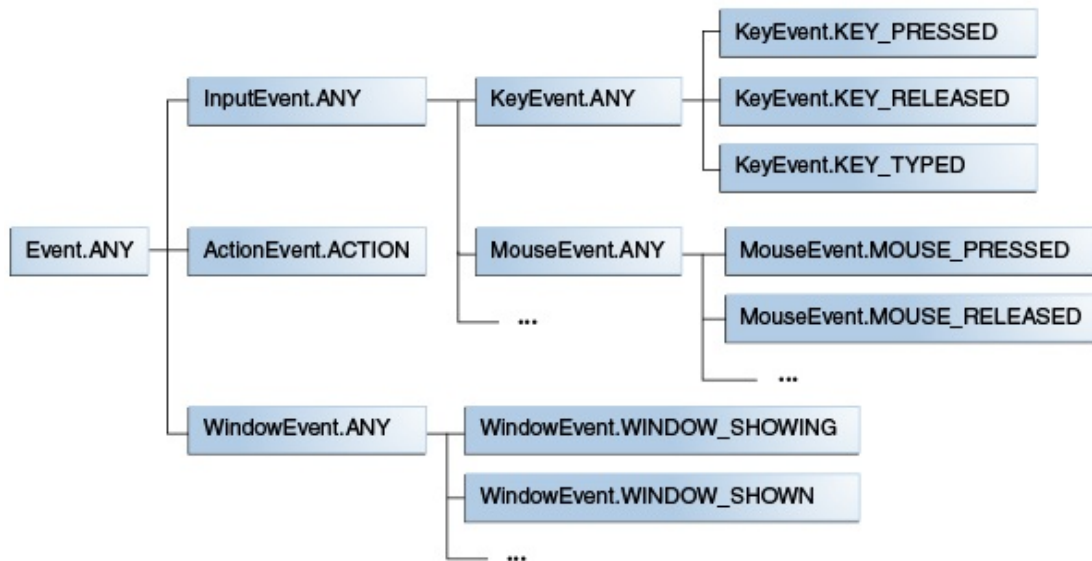 KeyEvent.KEY_PRESSED
InputEvent.ANY
KeyEvent.ANY
KeyEvent.KEY_RELEASED
KeyEvent.KEY_TYPED
Event.ANY
ActionEvent.ACTION
MouseEvent.ANY
MouseEvent.MOUSE_PRESSED
...
MouseEvent.MOUSE_RELEASED
...
WindowEvent.ANY
WindowEvent.WINDOW_SHOWING
WindowEvent.WINDOW_SHOWN
...